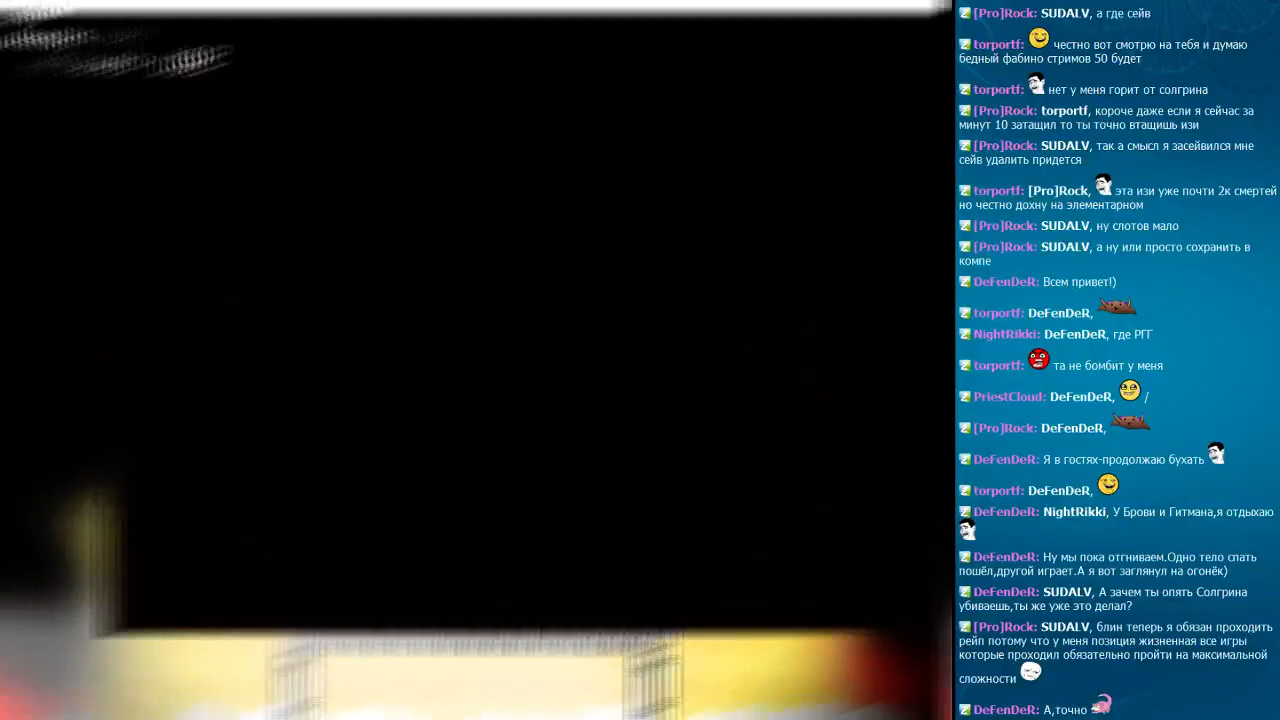 [Pro]Rock: SUDALV, а где сейв
torportf: честно вот смотрю на тебя и думаю
бедный фабино стримов 50 будет
torportf: нет у меня горит от солгрина
[Pro]Rock: torportf, короче даже если я сейчас за
минут 10 затащил то ты точно втащишь изи
[Pro]Rock: SUDALV, так а смысл я засейвился мне
сейв удалить придется
torportf: [Pro]Rock, эта изи уже почти 2к смертей
но честно дохну на элементарном
[Pro]Rock: SUDALV, ну слотов мало
[Pro]Rock: SUDALV, а ну или просто сохранить в
компе
DeFenDeR: Всем привет!)
torportf: DeFenDeR,
NightRikki: DeFenDeR, где РГГ
torportf: та не бомбит у меня
PriestCloud: DeFenDeR, /
[Pro]Rock: DeFenDeR,
DeFenDeR: Я в гостях-продолжаю бухать
torportf: DeFenDeR,
DeFenDeR: NightRikki, У Брови и Гитмана,я отдыхаю
DeFenDeR: Ну мы пока отгниваем.Одно тело спать
пошёл,другой играет.А я вот заглянул на огонёк)
DeFenDeR: SUDALV, А зачем ты опять Солгрина
убиваешь,ты же уже это делал?
[Pro]Rock: SUDALV, блин теперь я обязан проходить
рейп потому что у меня позиция жизненная все игры
которые проходил обязательно пройти на максимальной
сложности
DeFenDeR: А,точно